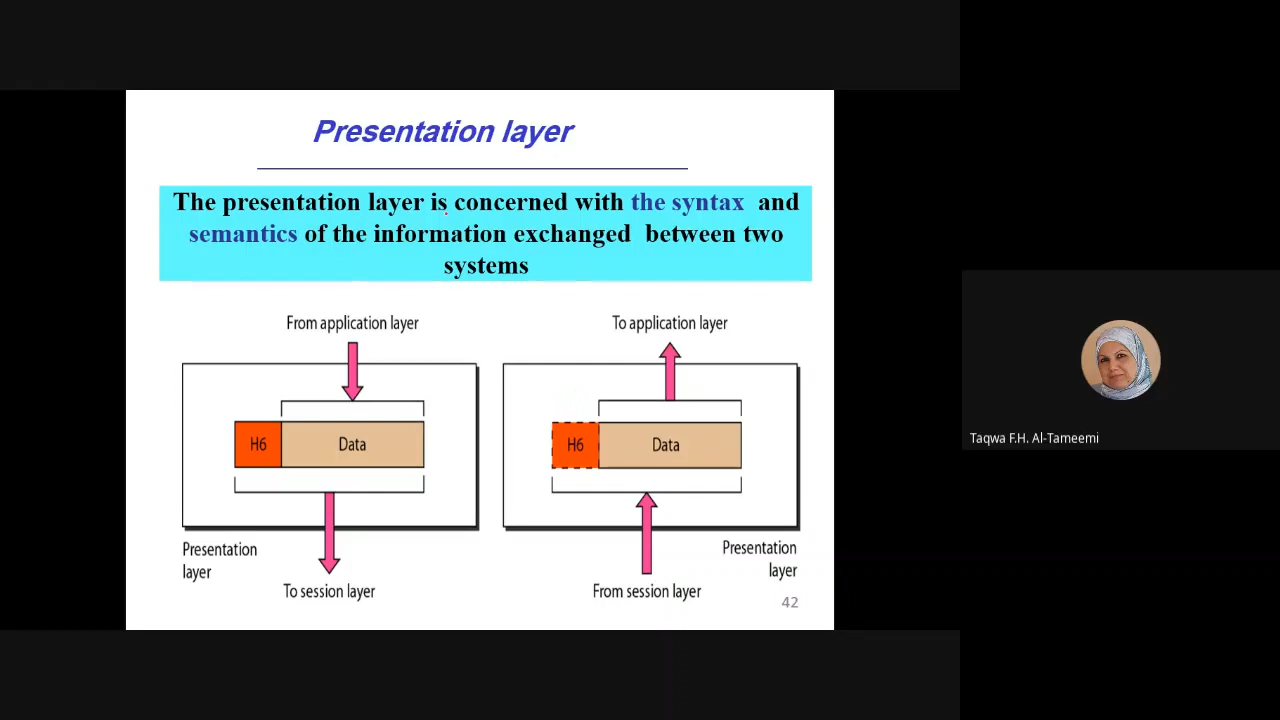 Presentation layer
The presentation layer is concerned with the syntax and
semantics of the information exchanged between two
systems
From application layer
H6
Data
Presentation
layer
To session layer
To application layer
H6
Data
Presentation
layer
From session layer
42
Taqwa F.H. Al-Tameemi